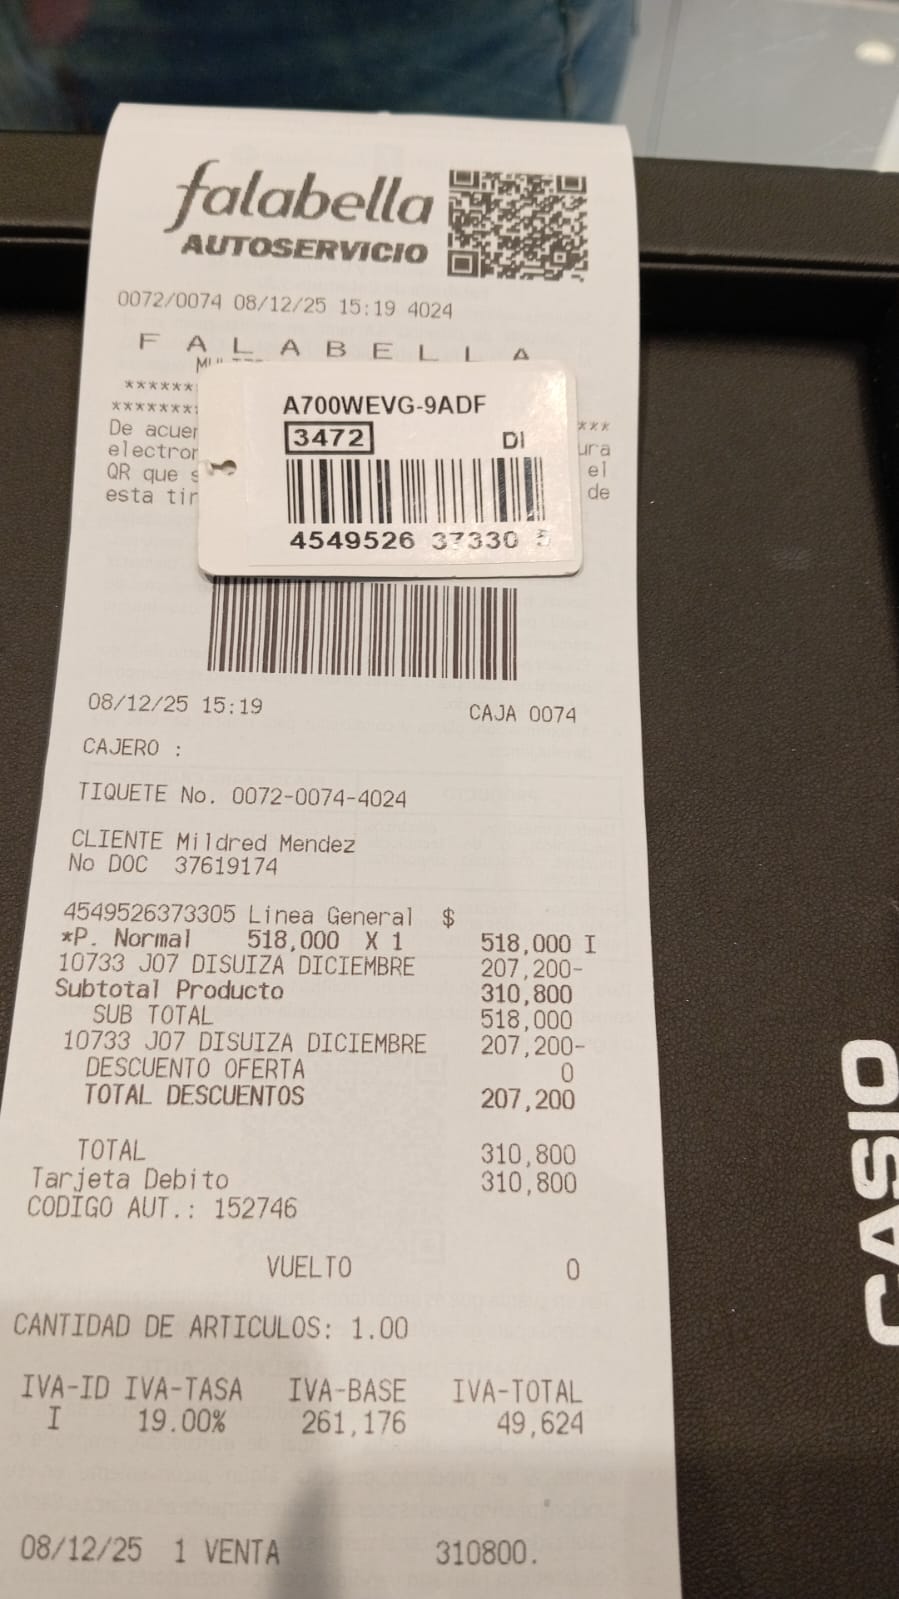 falabella
AUTOSERVICIO
0072/0074 08/12/25 15:19 4024
F A L A B E L L A
******
*******
***
De acuer
ura
electron
el
QR que s
de
esta tir
A700WEVG-9ADF
3472 DI
4549526 37330 5
08/12/25 15:19 CAJA 0074
CAJERO :
TIQUETE No. 0072-0074-4024
CLIENTE Mildred Mendez
No DOC 37619174
4549526373305 Linea General $
*P. Normal 518,000 X 1 518,000 I
10733 J07 DISUIZA DICIEMBRE 207,200-
Subtotal Producto 310,800
SUB TOTAL 518,000
10733 J07 DISUIZA DICIEMBRE 207,200-
DESCUENTO OFERTA 0
TOTAL DESCUENTOS 207,200
TOTAL 310,800
Tarjeta Debito 310,800
CODIGO AUT.: 152746
VUELTO 0
CANTIDAD DE ARTICULOS: 1.00
IVA-ID IVA-TASA IVA-BASE IVA-TOTAL
I 19.00% 261,176 49,624
08/12/25 1 VENTA 310800.
CASIO